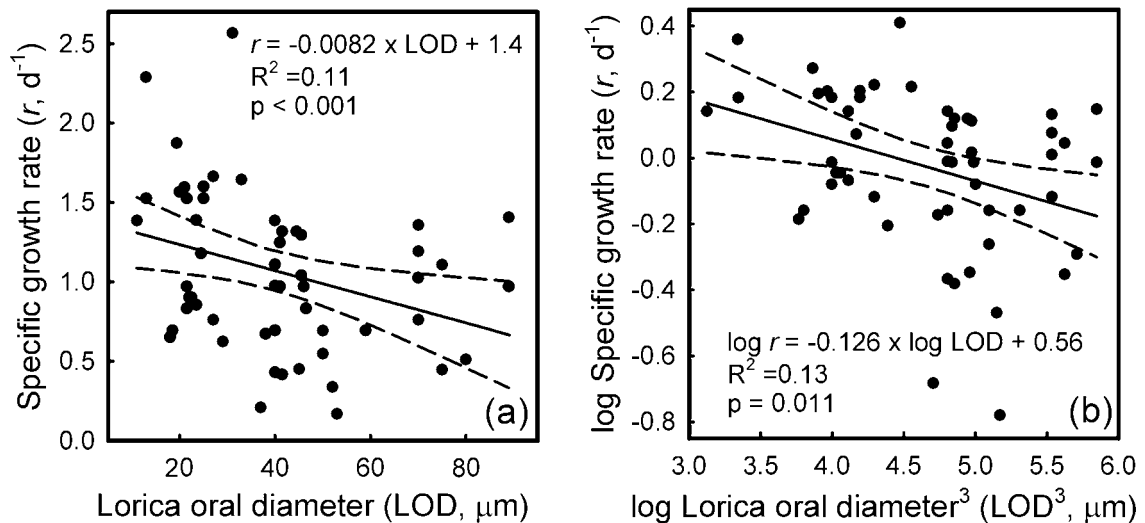 Specific growth rate (r, d⁻¹)
2.5
2.0
1.5
1.0
0.5
0.0
r = -0.0082 x LOD + 1.4
R² =0.11
p < 0.001
(a)
20 40 60 80
Lorica oral diameter (LOD, μm)
log Specific growth rate (r, d⁻¹)
0.4
0.2
0.0
-0.2
-0.4
-0.6
-0.8
log r = -0.126 x log LOD + 0.56
R² =0.13
p = 0.011
(b)
3.0 3.5 4.0 4.5 5.0 5.5 6.0
log Lorica oral diameter³ (LOD³, μm)